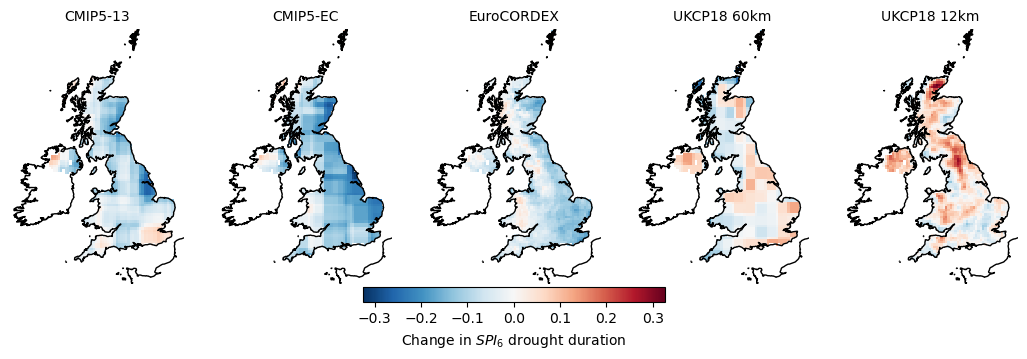 CMIP5-13 CMIP5-EC EuroCORDEX UKCP18 60km UKCP18 12km
−0.3 −0.2 −0.1 0.0 0.1 0.2 0.3
Change in SPI₆ drought duration